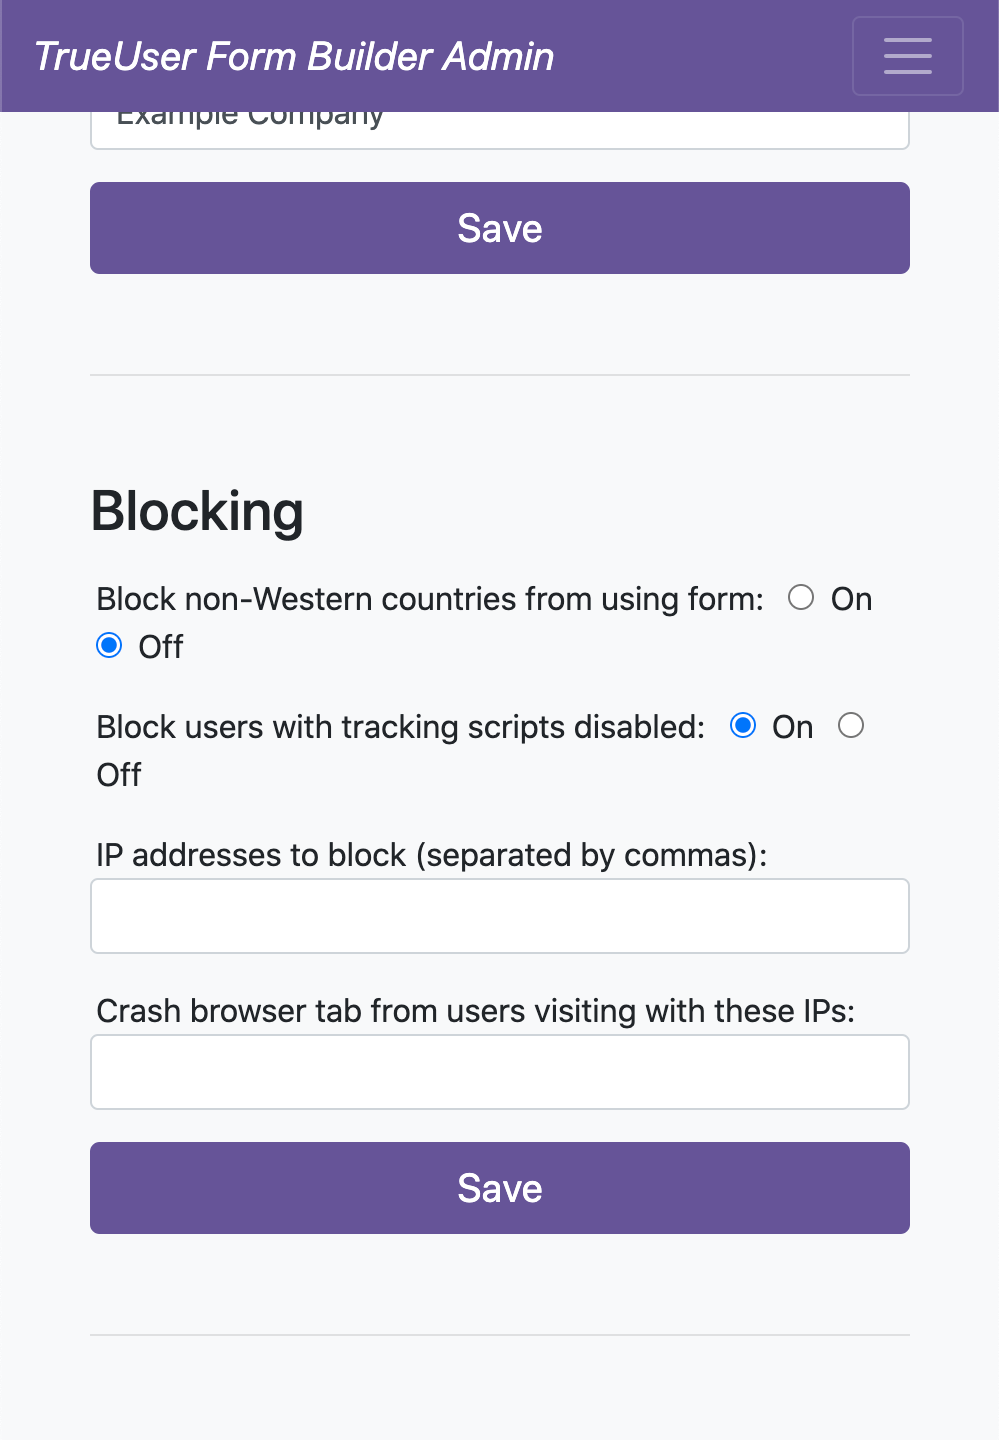 TrueUser Form Builder Admin
Example Company
Save
Blocking
Block non-Western countries from using form: On
Off
Block users with tracking scripts disabled: On
Off
IP addresses to block (separated by commas):
Crash browser tab from users visiting with these IPs:
Save